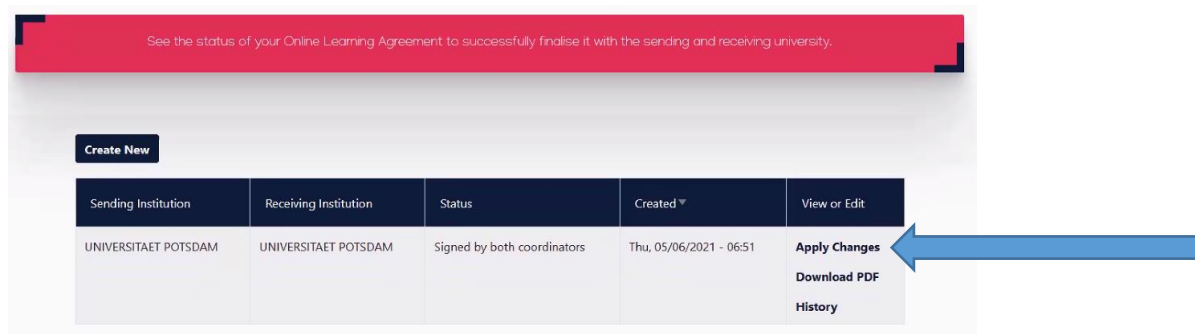 See the status of your Online Learning Agreement to successfully finalise it with the sending and receiving university.
Create New
Sending Institution Receiving Institution Status Created View or Edit
UNIVERSITAET POTSDAM UNIVERSITAET POTSDAM Signed by both coordinators Thu, 05/06/2021 - 06:51 Apply Changes
Download PDF
History